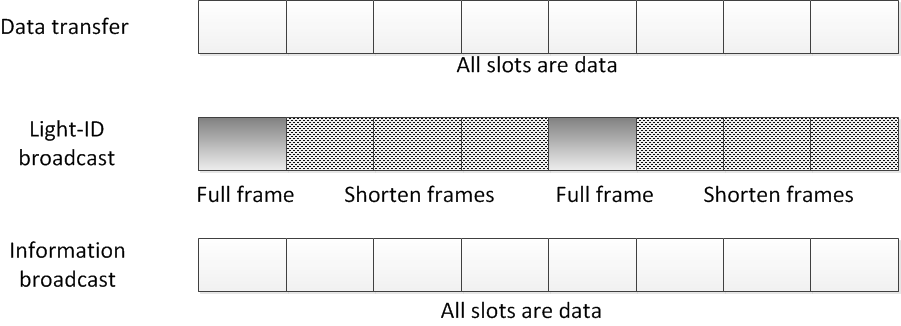 Data transfer
All slots are data
Light-ID
broadcast
Full frame
Shorten frames
Full frame
Shorten frames
Information
broadcast
All slots are data